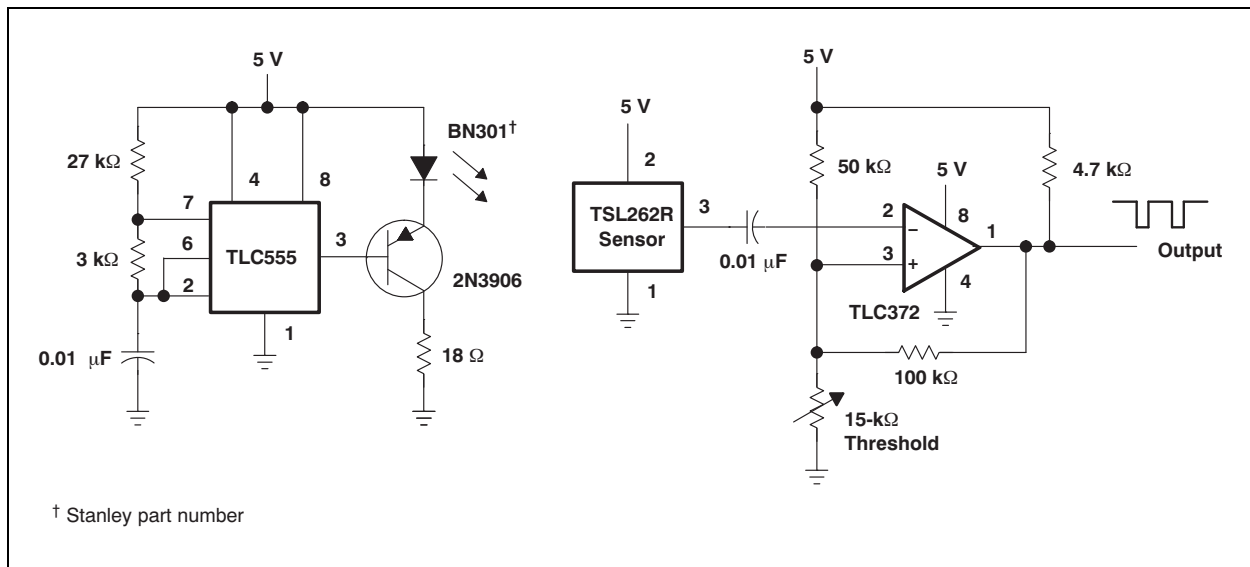 5 V
BN301†
27 kΩ
4
8
7
6
3 kΩ
2
TLC555
3
2N3906
1
0.01 μF
18 Ω
5 V
5 V
2
TSL262R
Sensor
3
0.01 μF
1
50 kΩ
4.7 kΩ
5 V
2
8
−
1
3
+
4
TLC372
Output
100 kΩ
15-kΩ
Threshold
† Stanley part number